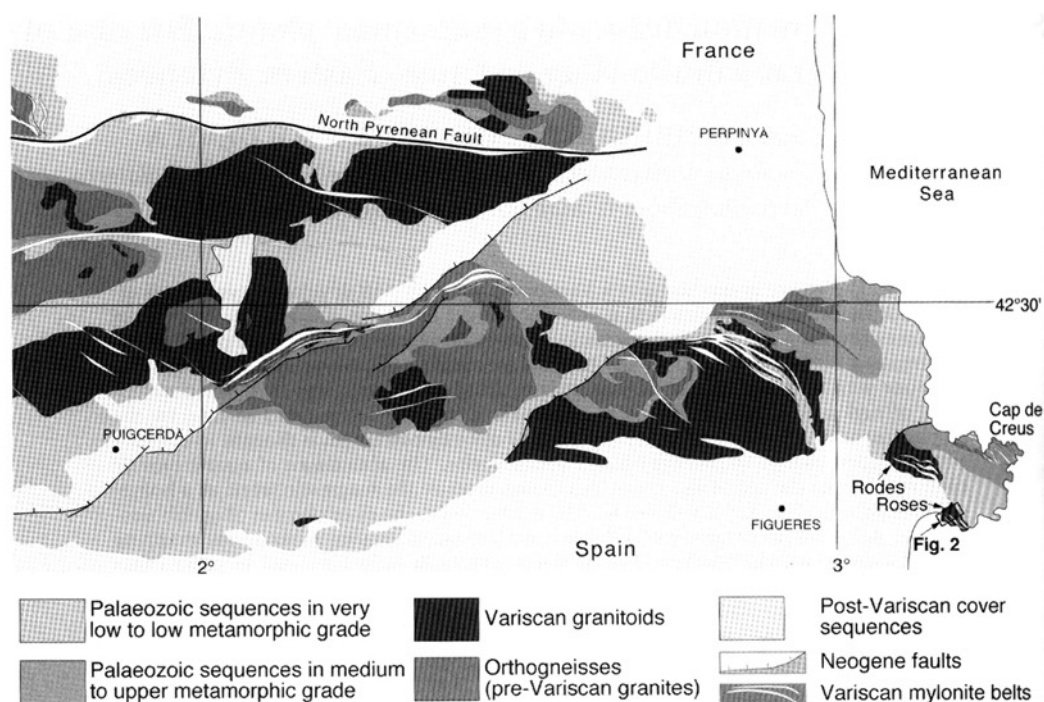 France
North Pyrenean Fault
PERPINYÀ
Mediterranean
Sea
42°30'
Cap de
Creus
PUIGCERDÀ
Rodes
Roses
FIGUERES
Fig. 2
Spain
2°
3°
Palaeozoic sequences in very
low to low metamorphic grade
Variscan granitoids
Post-Variscan cover
sequences
Palaeozoic sequences in medium
to upper metamorphic grade
Orthogneisses
(pre-Variscan granites)
Neogene faults
Variscan mylonite belts